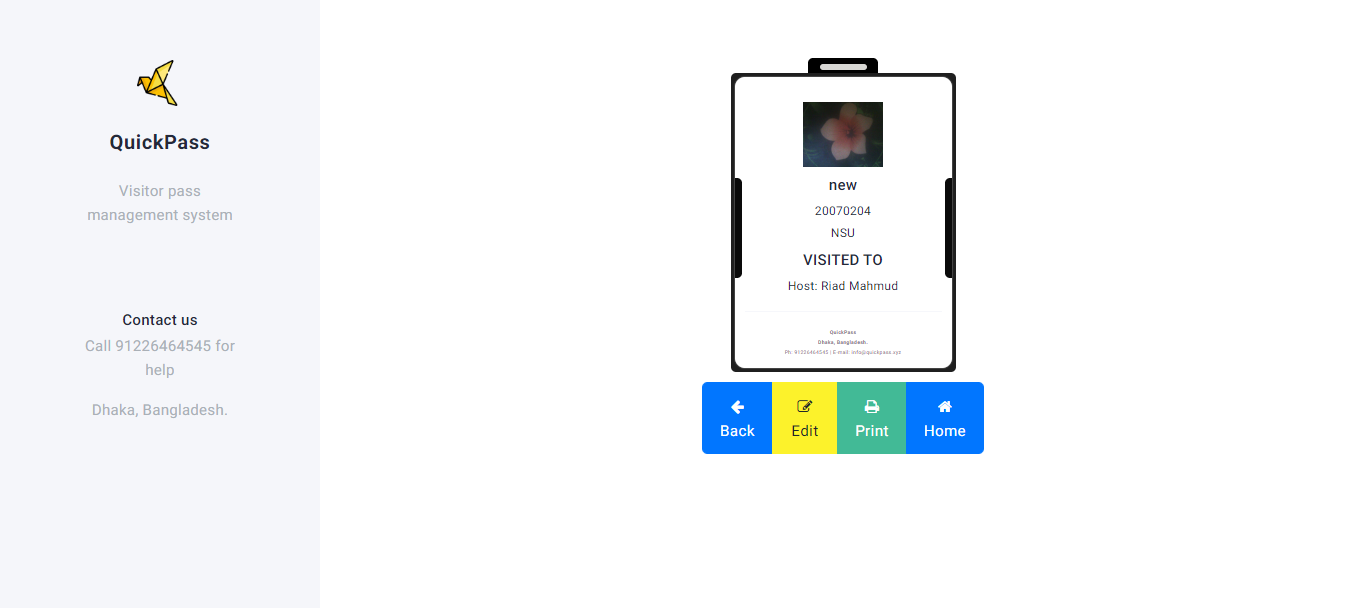 QuickPass
Visitor pass
management system
Contact us
Call 91226464545 for
help
Dhaka, Bangladesh.
new
20070204
NSU
VISITED TO
Host: Riad Mahmud
QuickPass
Dhaka, Bangladesh.
Ph: 91226464545 | E-mail: info@quickpass.xyz
Back
Edit
Print
Home